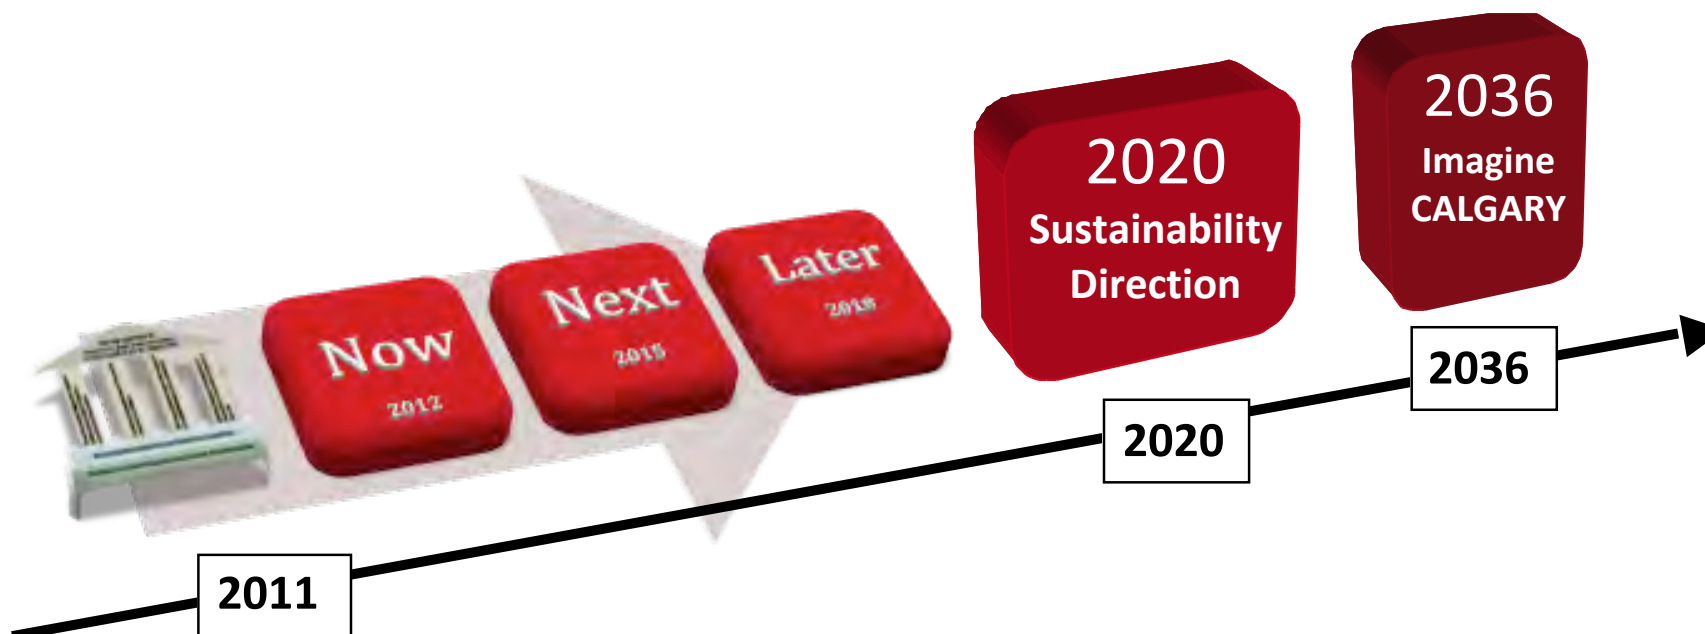 Now
2012
Next
2015
Later
2018
2020
Sustainability
Direction
2036
Imagine
CALGARY
2011
2020
2036